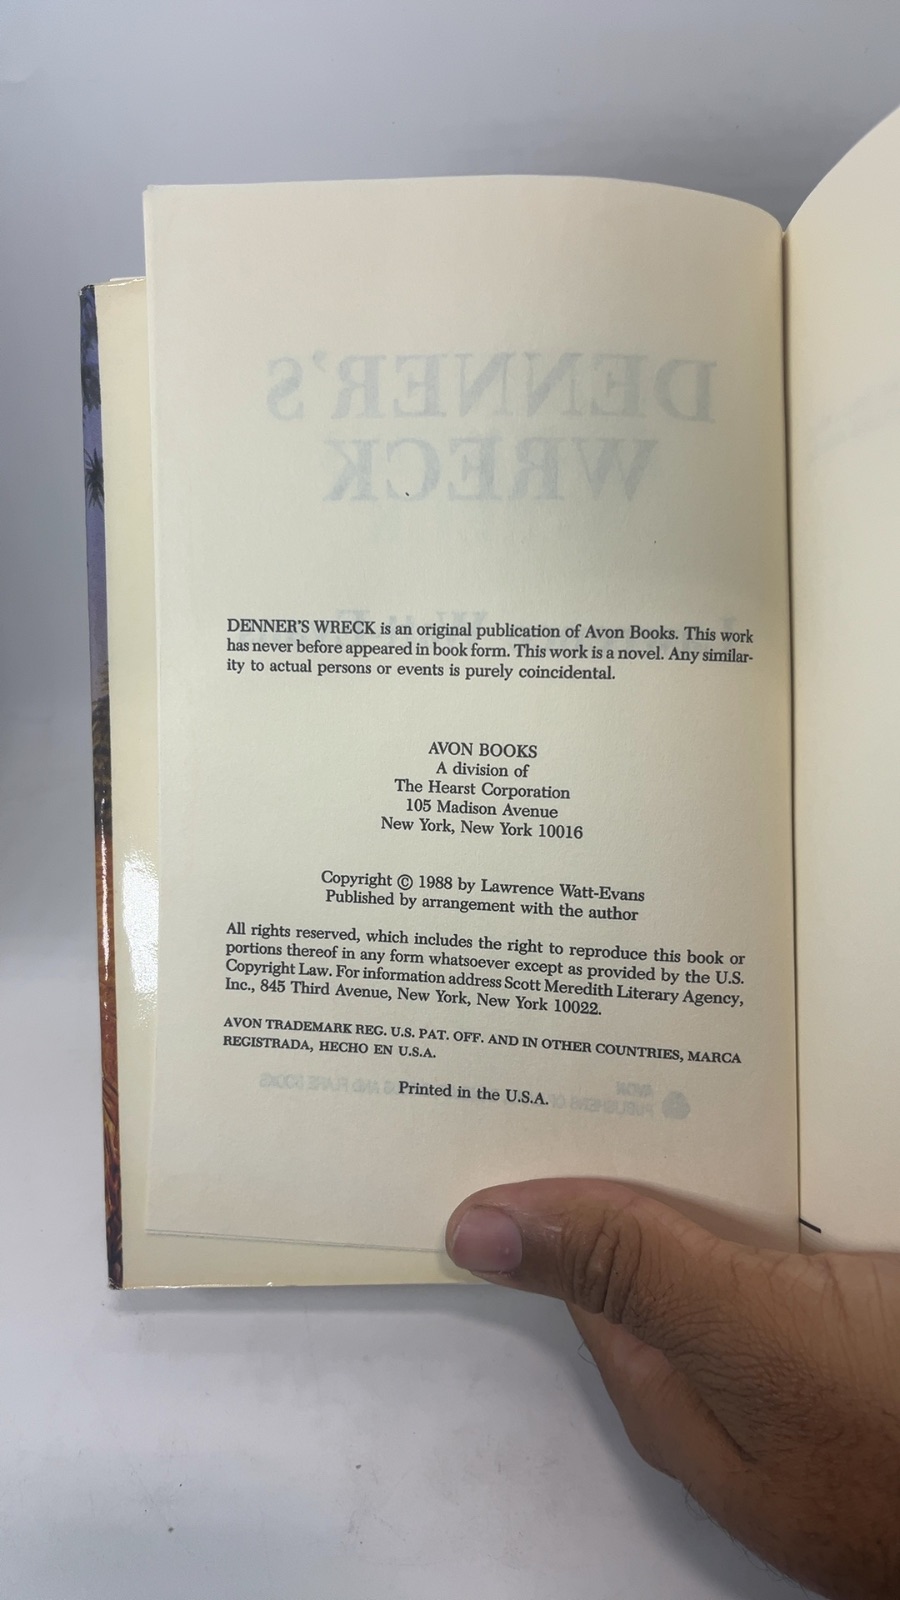 DENNER'S
WRECK
DENNER'S WRECK is an original publication of Avon Books. This work
has never before appeared in book form. This work is a novel. Any similar-
ity to actual persons or events is purely coincidental.
AVON BOOKS
A division of
The Hearst Corporation
105 Madison Avenue
New York, New York 10016
Copyright © 1988 by Lawrence Watt-Evans
Published by arrangement with the author
All rights reserved, which includes the right to reproduce this book or
portions thereof in any form whatsoever except as provided by the U.S.
Copyright Law. For information address Scott Meredith Literary Agency,
Inc., 845 Third Avenue, New York, New York 10022.
AVON TRADEMARK REG. U.S. PAT. OFF. AND IN OTHER COUNTRIES, MARCA
REGISTRADA, HECHO EN U.S.A.
Printed in the U.S.A.